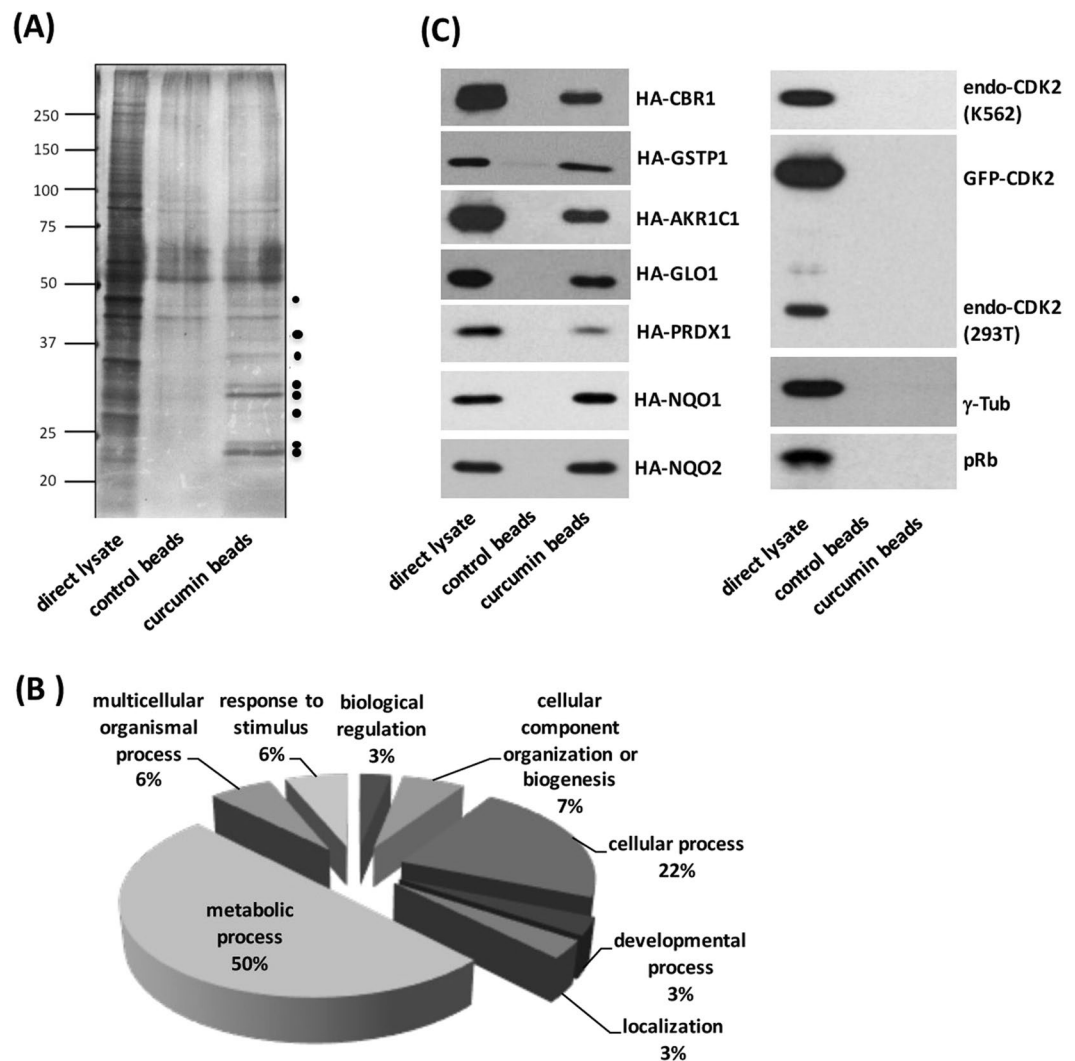 (A)
250
150
100
75
50
37
25
20
direct lysate
control beads
curcumin beads
(C)
HA-CBR1
HA-GSTP1
HA-AKR1C1
HA-GLO1
HA-PRDX1
HA-NQO1
HA-NQO2
direct lysate
control beads
curcumin beads
endo-CDK2
(K562)
GFP-CDK2
endo-CDK2
(293T)
γ-Tub
pRb
direct lysate
control beads
curcumin beads
(B )
multicellular
organismal
process
6%
response to
stimulus
6%
biological
regulation
3%
cellular
component
organization or
biogenesis
7%
cellular process
22%
developmental
process
3%
localization
3%
metabolic
process
50%